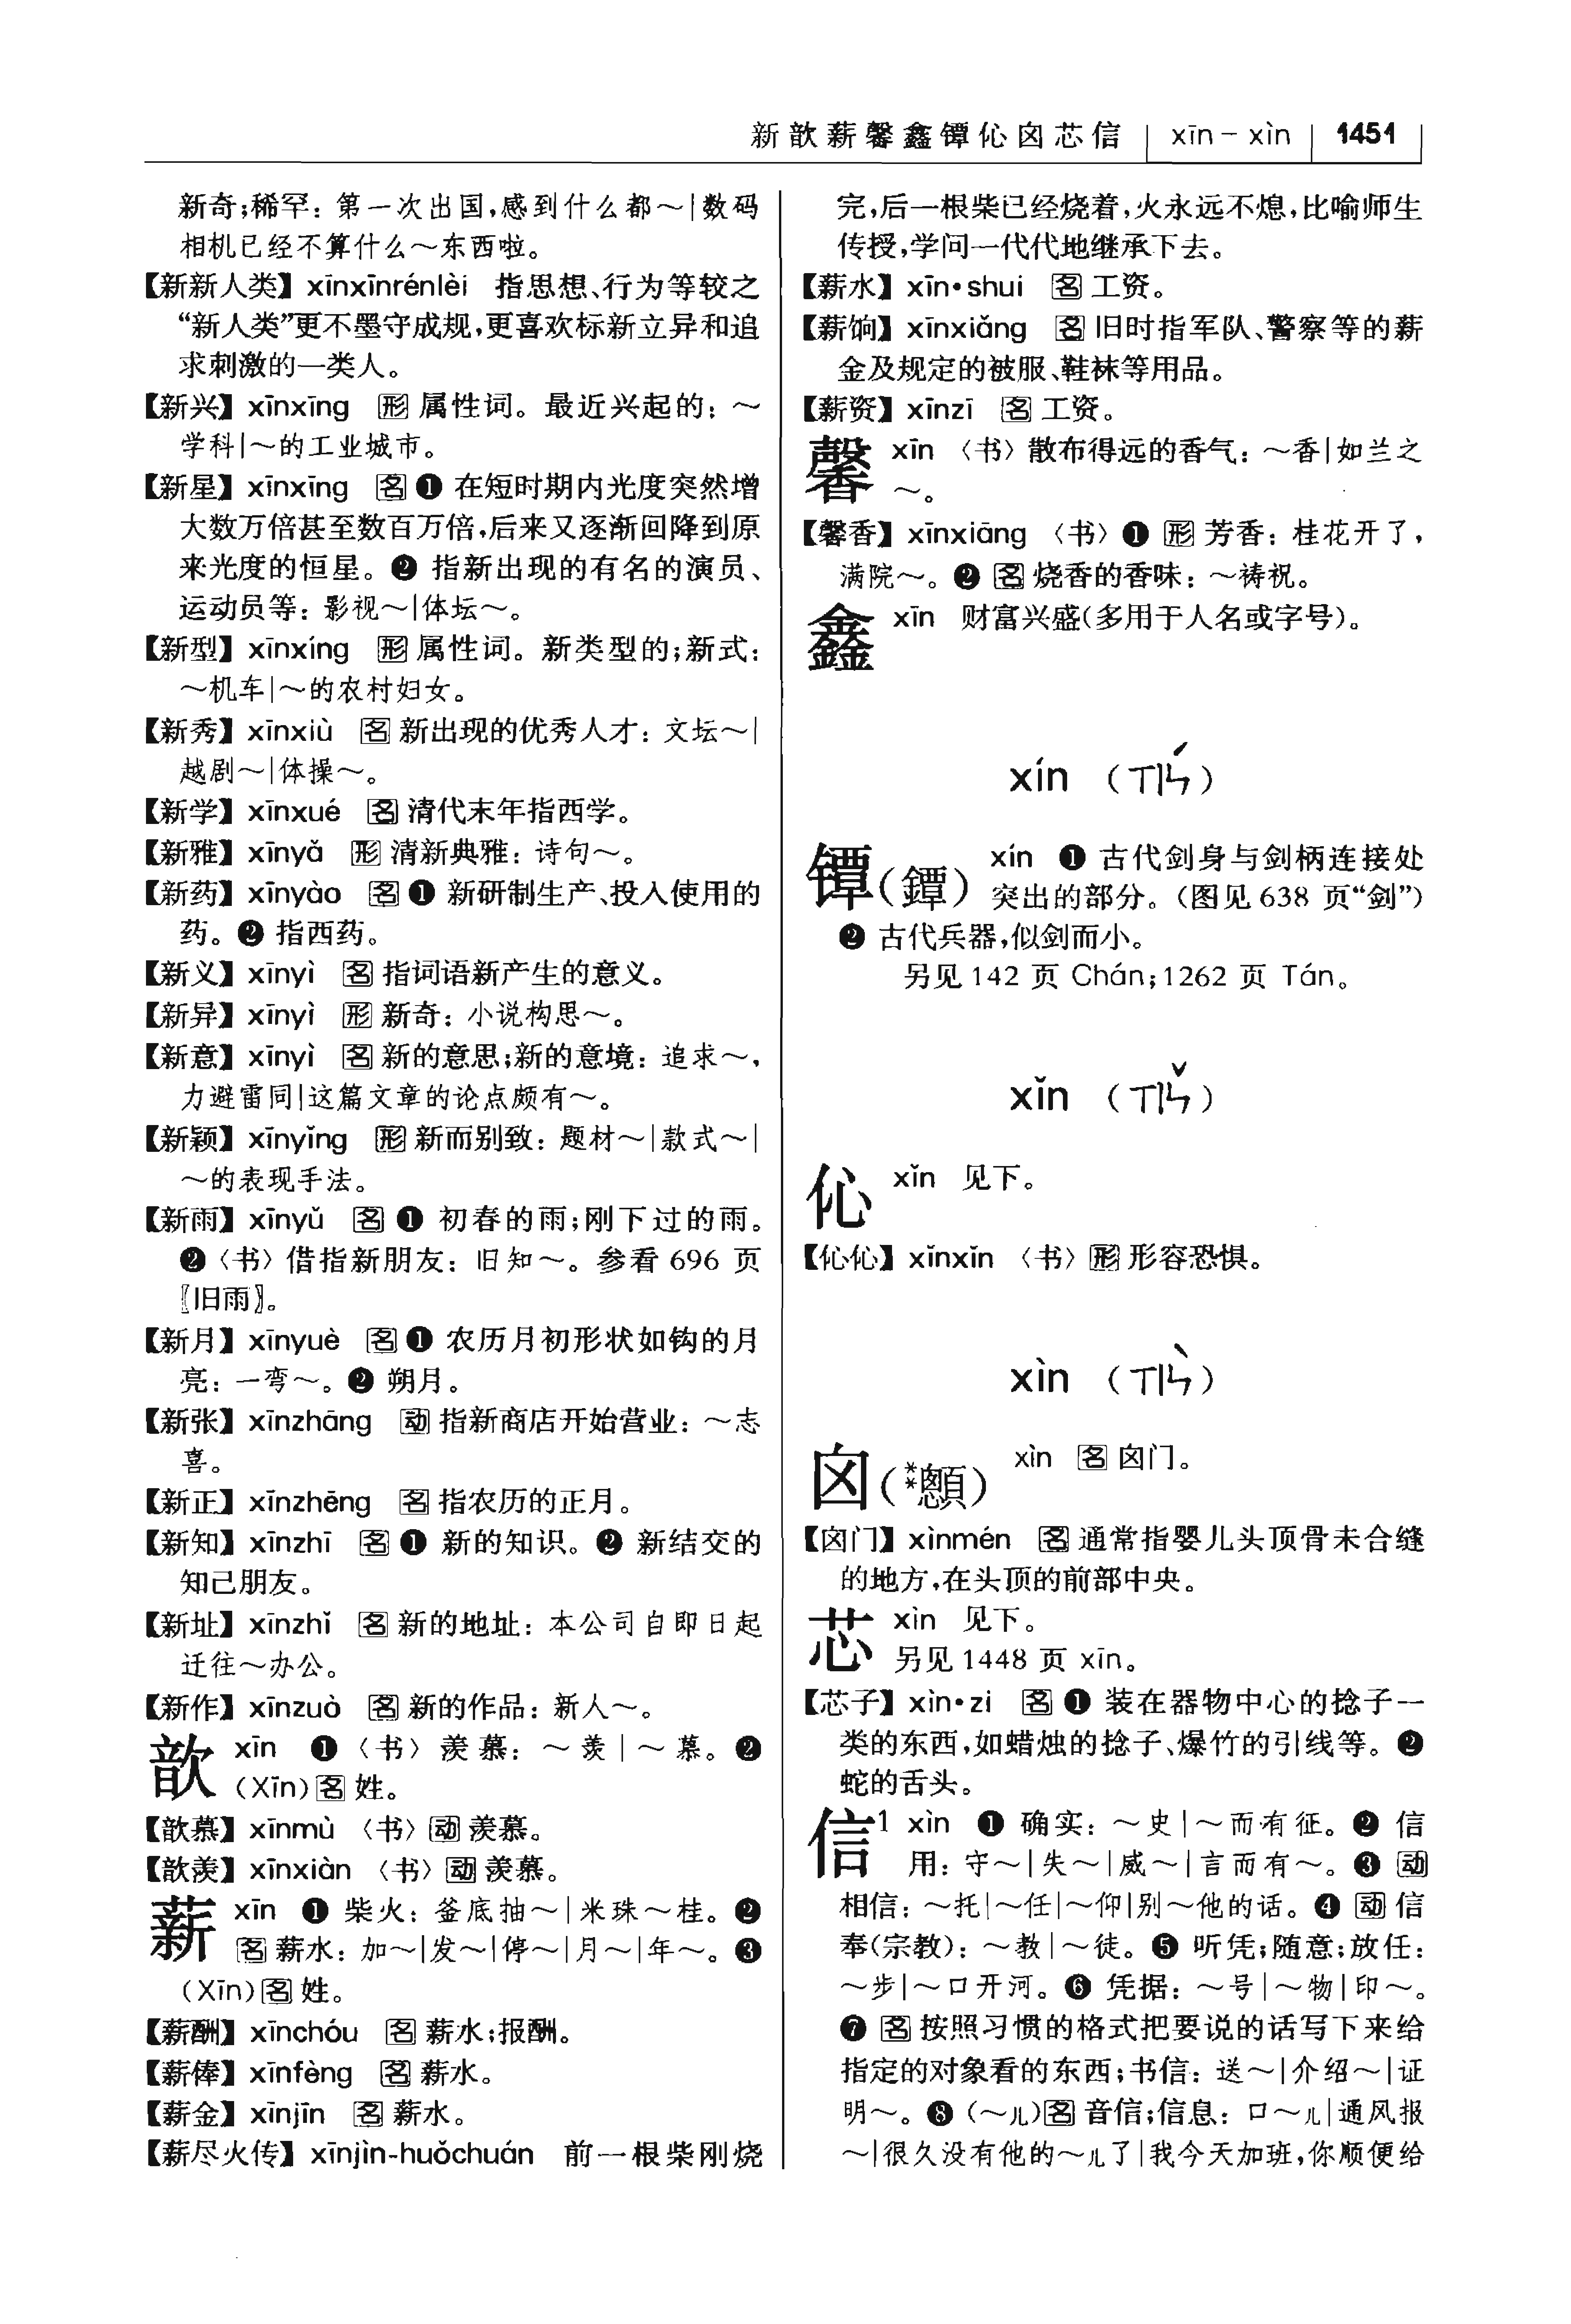 新歆薪馨鑫镡伈囟芯信 | xīn－xìn | 1451
新奇;稀罕：第一次出国,感到什么都～|数码
相机已经不算什么～东西啦。
【新新人类】xīnxīnrénlèi 指思想、行为等较之
“新人类”更不墨守成规,更喜欢标新立异和追
求刺激的一类人。
【新兴】xīnxīng 形 属性词。最近兴起的：～
学科|～的工业城市。
【新星】xīnxīng 名❶ 在短时期内光度突然增
大数万倍甚至数百万倍,后来又逐渐回降到原
来光度的恒星。❷ 指新出现的有名的演员、
运动员等：影视～|体坛～。
【新型】xīnxíng 形 属性词。新类型的;新式：
～机车|～的农村妇女。
【新秀】xīnxiù 名 新出现的优秀人才：文坛～|
越剧～|体操～。
【新学】xīnxué 名 清代末年指西学。
【新雅】xīnyǎ 形 清新典雅：诗句～。
【新药】xīnyào 名❶ 新研制生产、投入使用的
药。❷ 指西药。
【新义】xīnyì 名 指词语新产生的意义。
【新异】xīnyì 形 新奇：小说构思～。
【新意】xīnyì 名 新的意思;新的意境：追求～,
力避雷同|这篇文章的论点颇有～。
【新颖】xīnyǐng 形 新而别致：题材～|款式～|
～的表现手法。
【新雨】xīnyǔ 名❶ 初春的雨;刚下过的雨。
❷〈书〉借指新朋友：旧知～。参看 696 页
〖旧雨〗。
【新月】xīnyuè 名❶ 农历月初形状如钩的月
亮：一弯～。❷ 朔月。
【新张】xīnzhāng 动 指新商店开始营业：～志
喜。
【新正】xīnzhēng 名 指农历的正月。
【新知】xīnzhī 名❶ 新的知识。❷ 新结交的
知己朋友。
【新址】xīnzhǐ 名 新的地址：本公司自即日起
迁往～办公。
【新作】xīnzuò 名 新的作品：新人～。
歆 xīn ❶〈书〉羡慕：～羡|～慕。❷
(Xīn)名 姓。
【歆慕】xīnmù 〈书〉动 羡慕。
【歆羡】xīnxiàn 〈书〉动 羡慕。
薪 xīn ❶ 柴火：釜底抽～|米珠～桂。❷
名 薪水：加～|发～|停～|月～|年～。❸
(Xīn)名 姓。
【薪酬】xīnchóu 名 薪水;报酬。
【薪俸】xīnfèng 名 薪水。
【薪金】xīnjīn 名 薪水。
【薪尽火传】xīnjìn-huǒchuán 前一根柴刚烧
完,后一根柴已经烧着,火永远不熄,比喻师生
传授,学问一代代地继承下去。
【薪水】xīn•shui 名 工资。
【薪饷】xīnxiǎng 名 旧时指军队、警察等的薪
金及规定的被服、鞋袜等用品。
【薪资】xīnzī 名 工资。
馨 xīn 〈书〉散布得远的香气：～香|如兰之
～。
【馨香】xīnxiāng 〈书〉❶ 形 芳香：桂花开了,
满院～。❷ 名 烧香的香味：～祷祝。
鑫 xīn 财富兴盛(多用于人名或字号)。
xín （ㄒㄧㄣˊ）
镡(鐔) xín ❶ 古代剑身与剑柄连接处
突出的部分。(图见 638 页“剑”)
❷ 古代兵器,似剑而小。
另见 142 页 Chán;1262 页 Tán。
xǐn （ㄒㄧㄣˇ）
伈 xǐn 见下。
【伈伈】xǐnxǐn 〈书〉形 形容恐惧。
xìn （ㄒㄧㄣˋ）
囟(**顖) xìn 名 囟门。
【囟门】xìnmén 名 通常指婴儿头顶骨未合缝
的地方,在头顶的前部中央。
芯 xìn 见下。
另见 1448 页 xīn。
【芯子】xìn•zi 名❶ 装在器物中心的捻子一
类的东西,如蜡烛的捻子、爆竹的引线等。❷
蛇的舌头。
信1 xìn ❶ 确实：～史|～而有征。❷ 信
用：守～|失～|威～|言而有～。❸ 动
相信：～托|～任|～仰|别～他的话。❹ 动 信
奉(宗教)：～教|～徒。❺ 听凭;随意;放任：
～步|～口开河。❻ 凭据：～号|～物|印～。
❼ 名 按照习惯的格式把要说的话写下来给
指定的对象看的东西;书信：送～|介绍～|证
明～。❽ (～儿)名 音信;信息：口～儿|通风报
～|很久没有他的～儿了|我今天加班,你顺便给